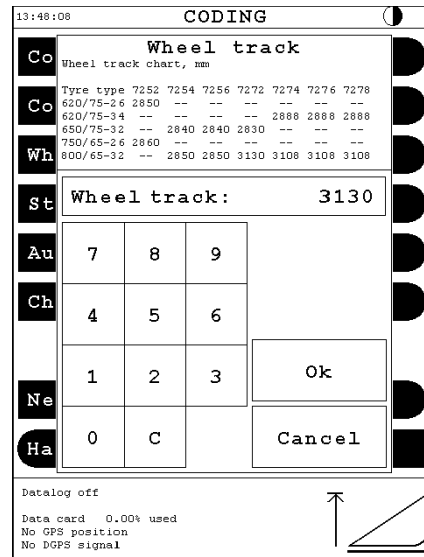 13:48:08 CODING
Wheel track
Co
Wheel track chart, mm
Tyre type 7252 7254 7256 7272 7274 7276 7278
620/75-26 2850 -- -- -- -- -- --
Co
620/75-34 -- -- -- -- 2888 2888 2888
650/75-32 -- 2840 2840 2830 -- -- --
750/65-26 2860 -- -- -- -- -- --
Wh
800/65-32 -- 2850 2850 3130 3108 3108 3108
St
Wheel track: 3130
Au
7 8 9
Ch
4 5 6
1 2 3 Ok
Ne
0 C Cancel
Ha
Datalog off
Data card 0.00% used
No GPS position
No DGPS signal